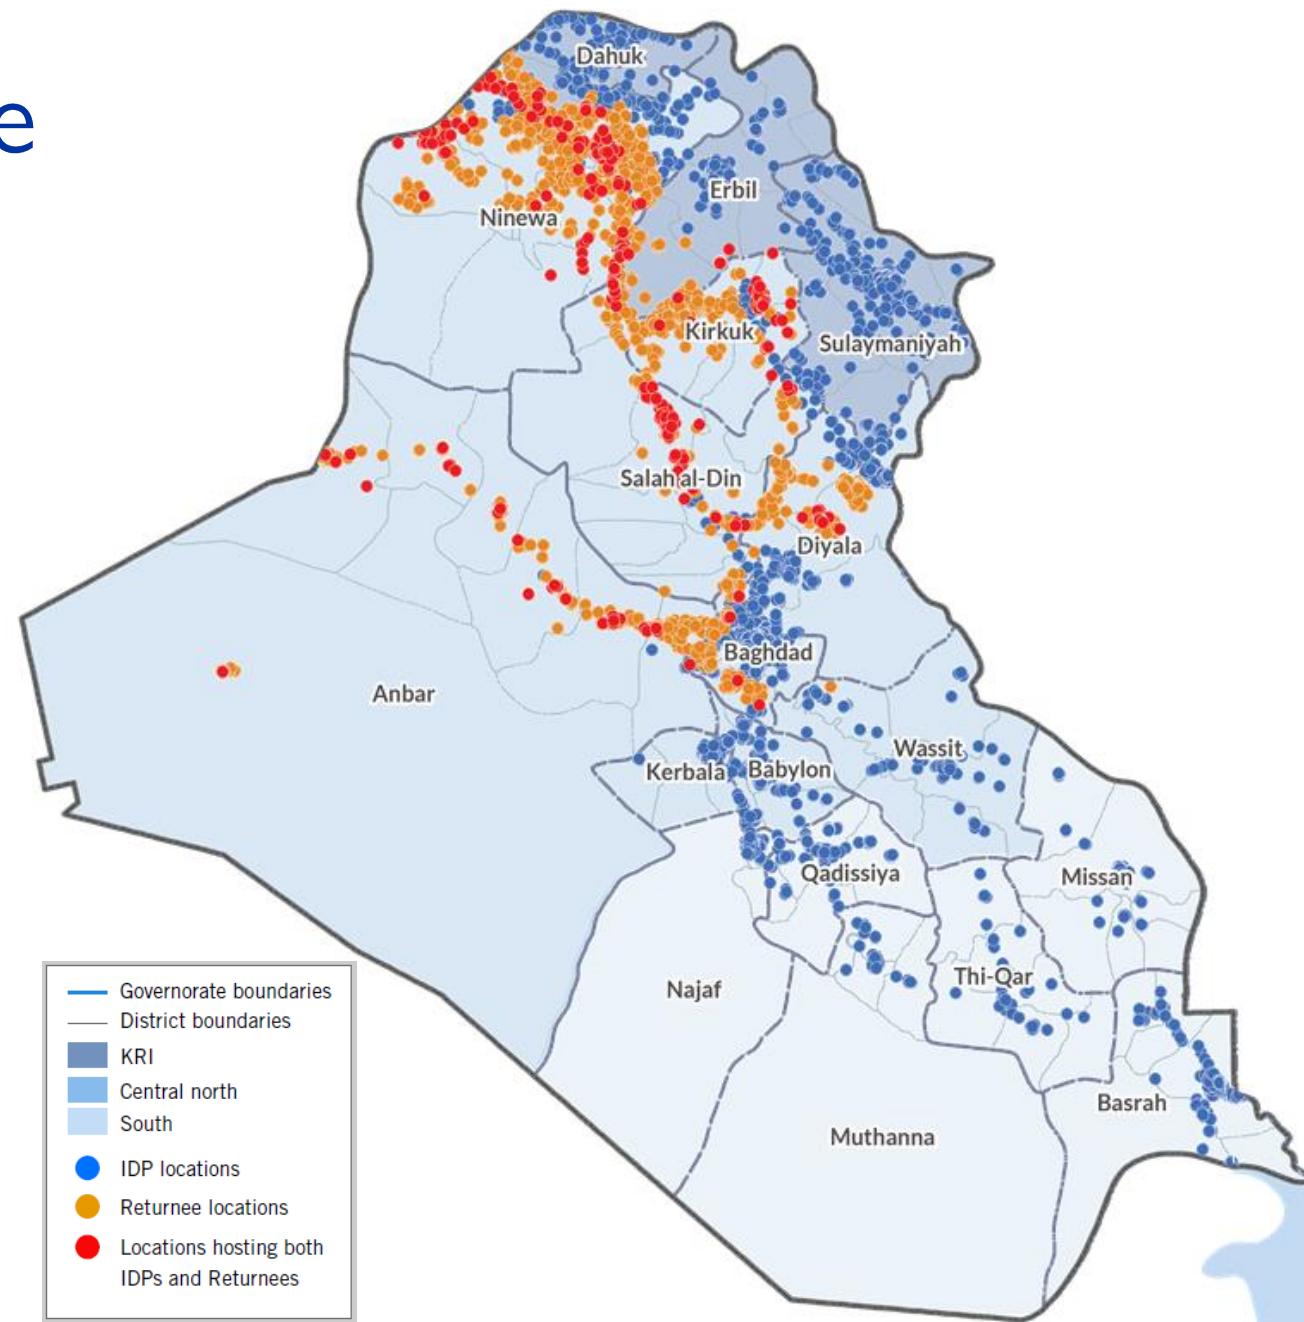 e
Dahuk
Erbil
Ninewa
Kirkuk
Sulaymaniyah
Salah al-Din
Diyala
Baghdad
Anbar
Wassit
Kerbala
Babylon
Qadissiya
Missan
Najaf
Thi-Qar
Basrah
Muthanna
Governorate boundaries
District boundaries
KRI
Central north
South
IDP locations
Returnee locations
Locations hosting both
IDPs and Returnees